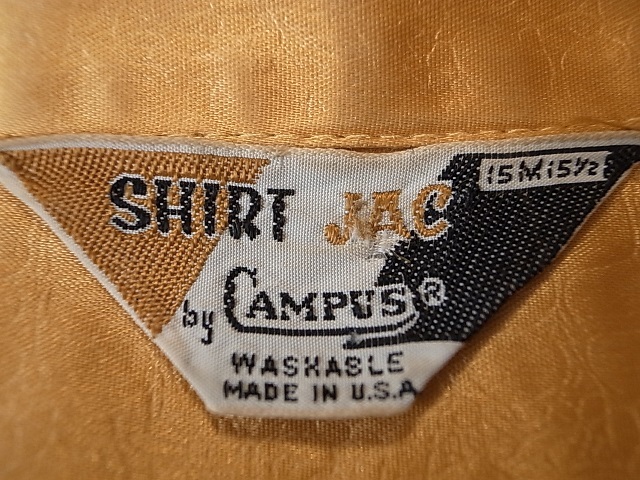 15 M 15½
SHIRT JAC
by CAMPUS®
WASHABLE
MADE IN U.S.A